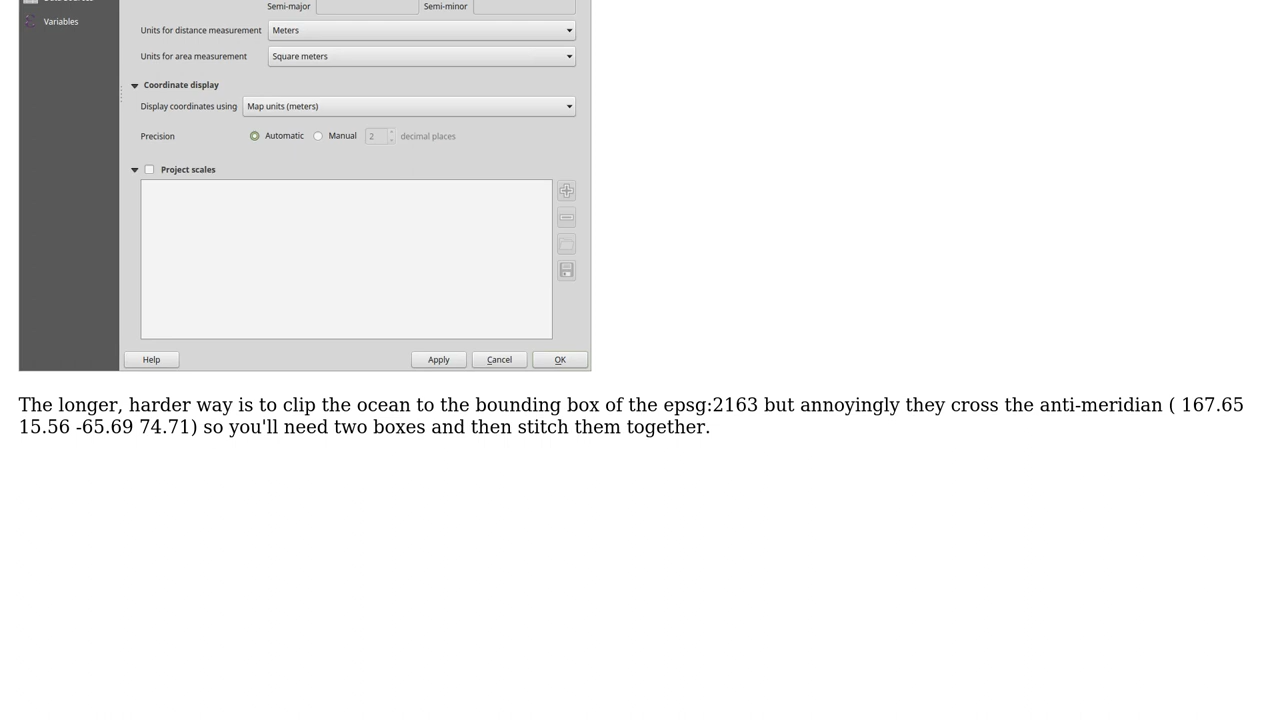 Semi-major Semi-minor
Variables
Units for distance measurement Meters
Units for area measurement Square meters
Coordinate display
Display coordinates using Map units (meters)
Precision Automatic Manual 2 decimal places
Project scales
Help Apply Cancel OK
The longer, harder way is to clip the ocean to the bounding box of the epsg:2163 but annoyingly they cross the anti-meridian ( 167.65
15.56 -65.69 74.71) so you'll need two boxes and then stitch them together.